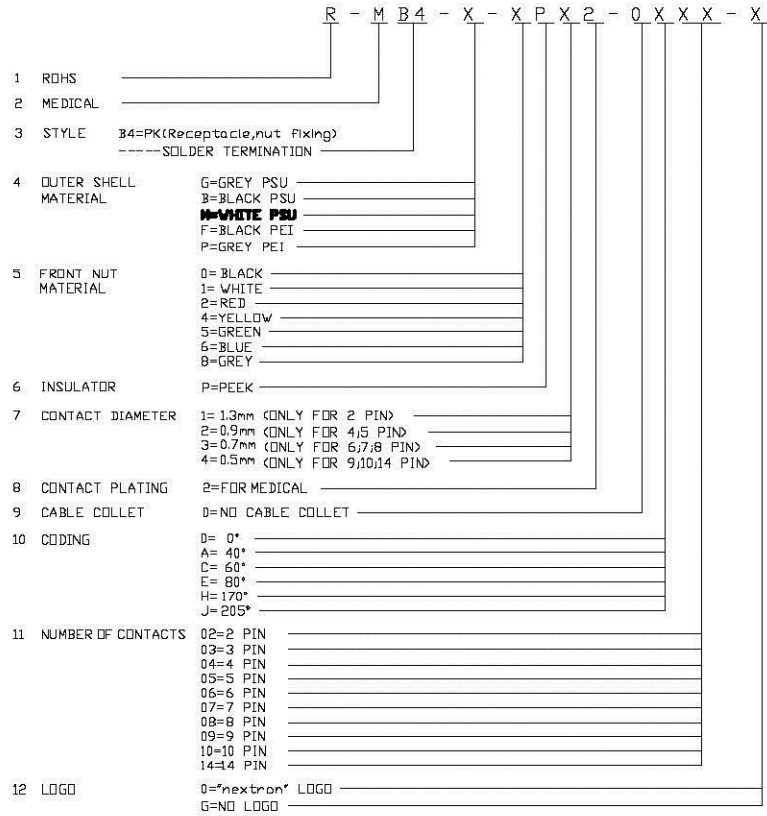 R - M B4 - X - X P X 2 - 0 X X X - X
1 ROHS
2 MEDICAL
3 STYLE B4=PK(Receptacle,nut fixing)
-----SOLDER TERMINATION
4 OUTER SHELL G=GREY PSU
MATERIAL B=BLACK PSU
W=WHITE PSU
F=BLACK PEI
P=GREY PEI
5 FRONT NUT 0=BLACK
MATERIAL 1= WHITE
2=RED
4=YELLOW
5=GREEN
6=BLUE
8=GREY
6 INSULATOR P=PEEK
7 CONTACT DIAMETER 1= 1.3mm (ONLY FOR 2 PIN)
2=0.9mm (ONLY FOR 4;5 PIN)
3=0.7mm (ONLY FOR 6;7;8 PIN)
4=0.5mm (ONLY FOR 9;10;14 PIN)
8 CONTACT PLATING 2=FOR MEDICAL
9 CABLE COLLET 0=NO CABLE COLLET
10 CODING D= 0°
A= 40°
C= 60°
E= 80°
H= 170°
J= 205°
11 NUMBER OF CONTACTS 02=2 PIN
03=3 PIN
04=4 PIN
05=5 PIN
06=6 PIN
07=7 PIN
08=8 PIN
09=9 PIN
10=10 PIN
14=14 PIN
12 LOGO 0="nextron" LOGO
G=NO LOGO